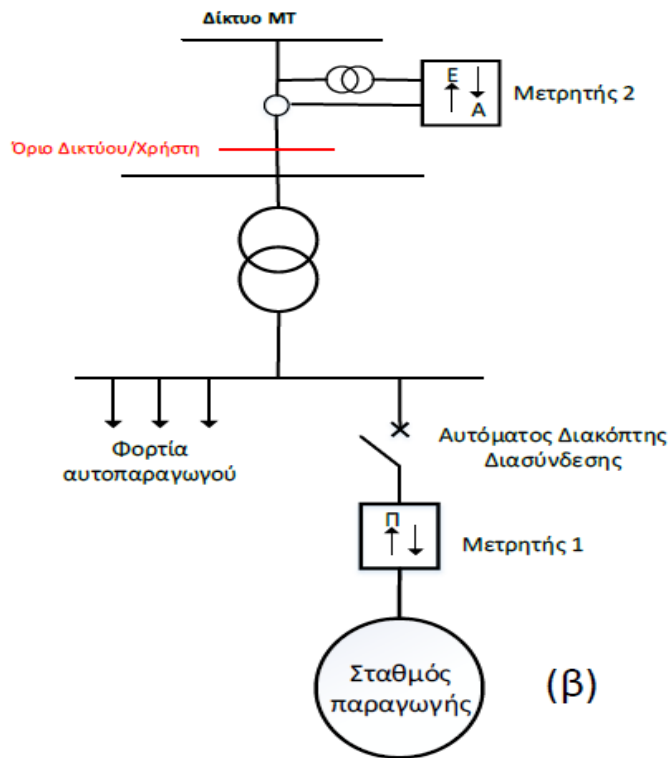 Δίκτυο ΜΤ
Ε
Α
Μετρητής 2
Όριο Δικτύου/Χρήστη
Φορτία
αυτοπαραγωγού
Αυτόματος Διακόπτης
Διασύνδεσης
Π
Μετρητής 1
Σταθμός
παραγωγής
(β)